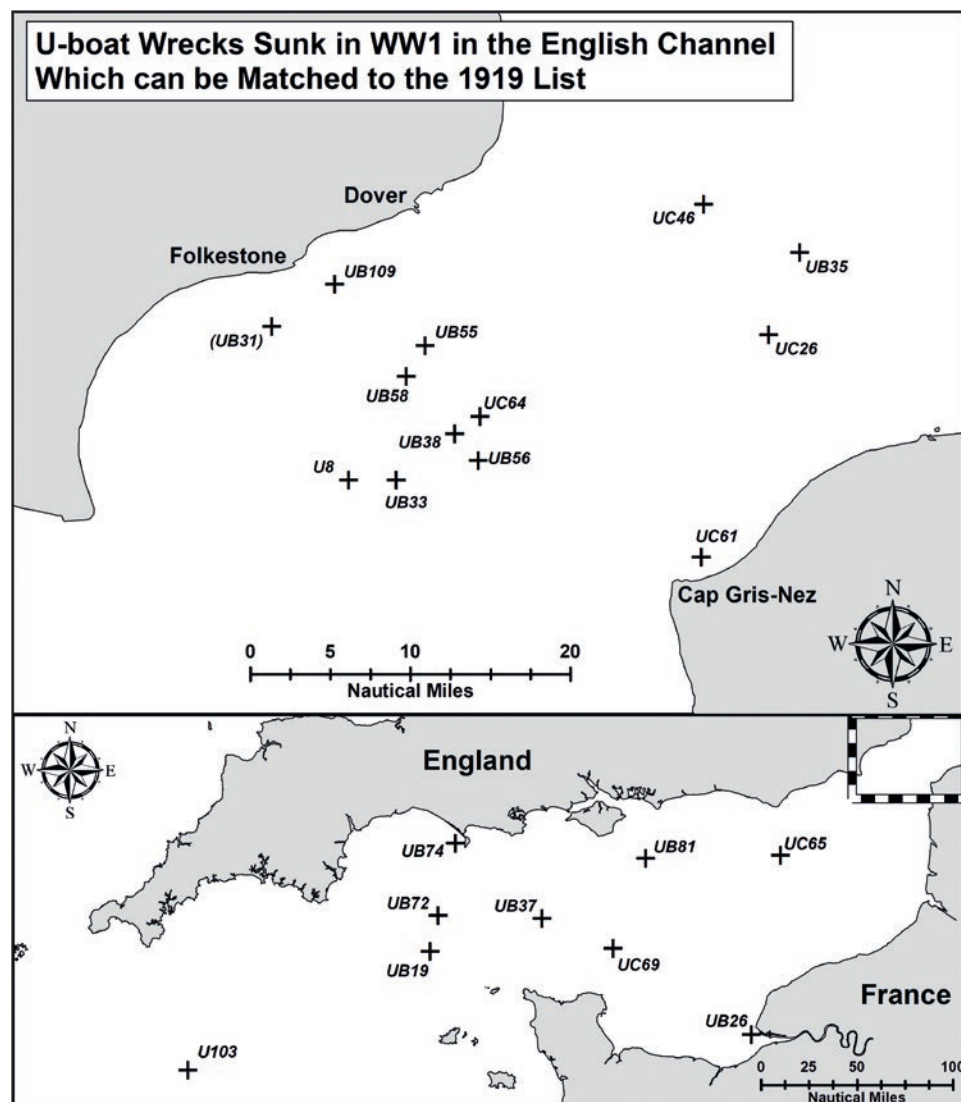 U-boat Wrecks Sunk in WW1 in the English Channel
Which can be Matched to the 1919 List
Dover
UC46
Folkestone
UB35
UB109
(UB31)
UB55
UC26
UB58
UC64
UB38
UB56
U8
UB33
UC61
Cap Gris-Nez
N
W E
S
0 5 10 20
Nautical Miles
N
W E
S
England
UB74
UB81
UC65
UB72
UB37
UB19
UC69
France
UB26
U103
0 25 50 100
Nautical Miles